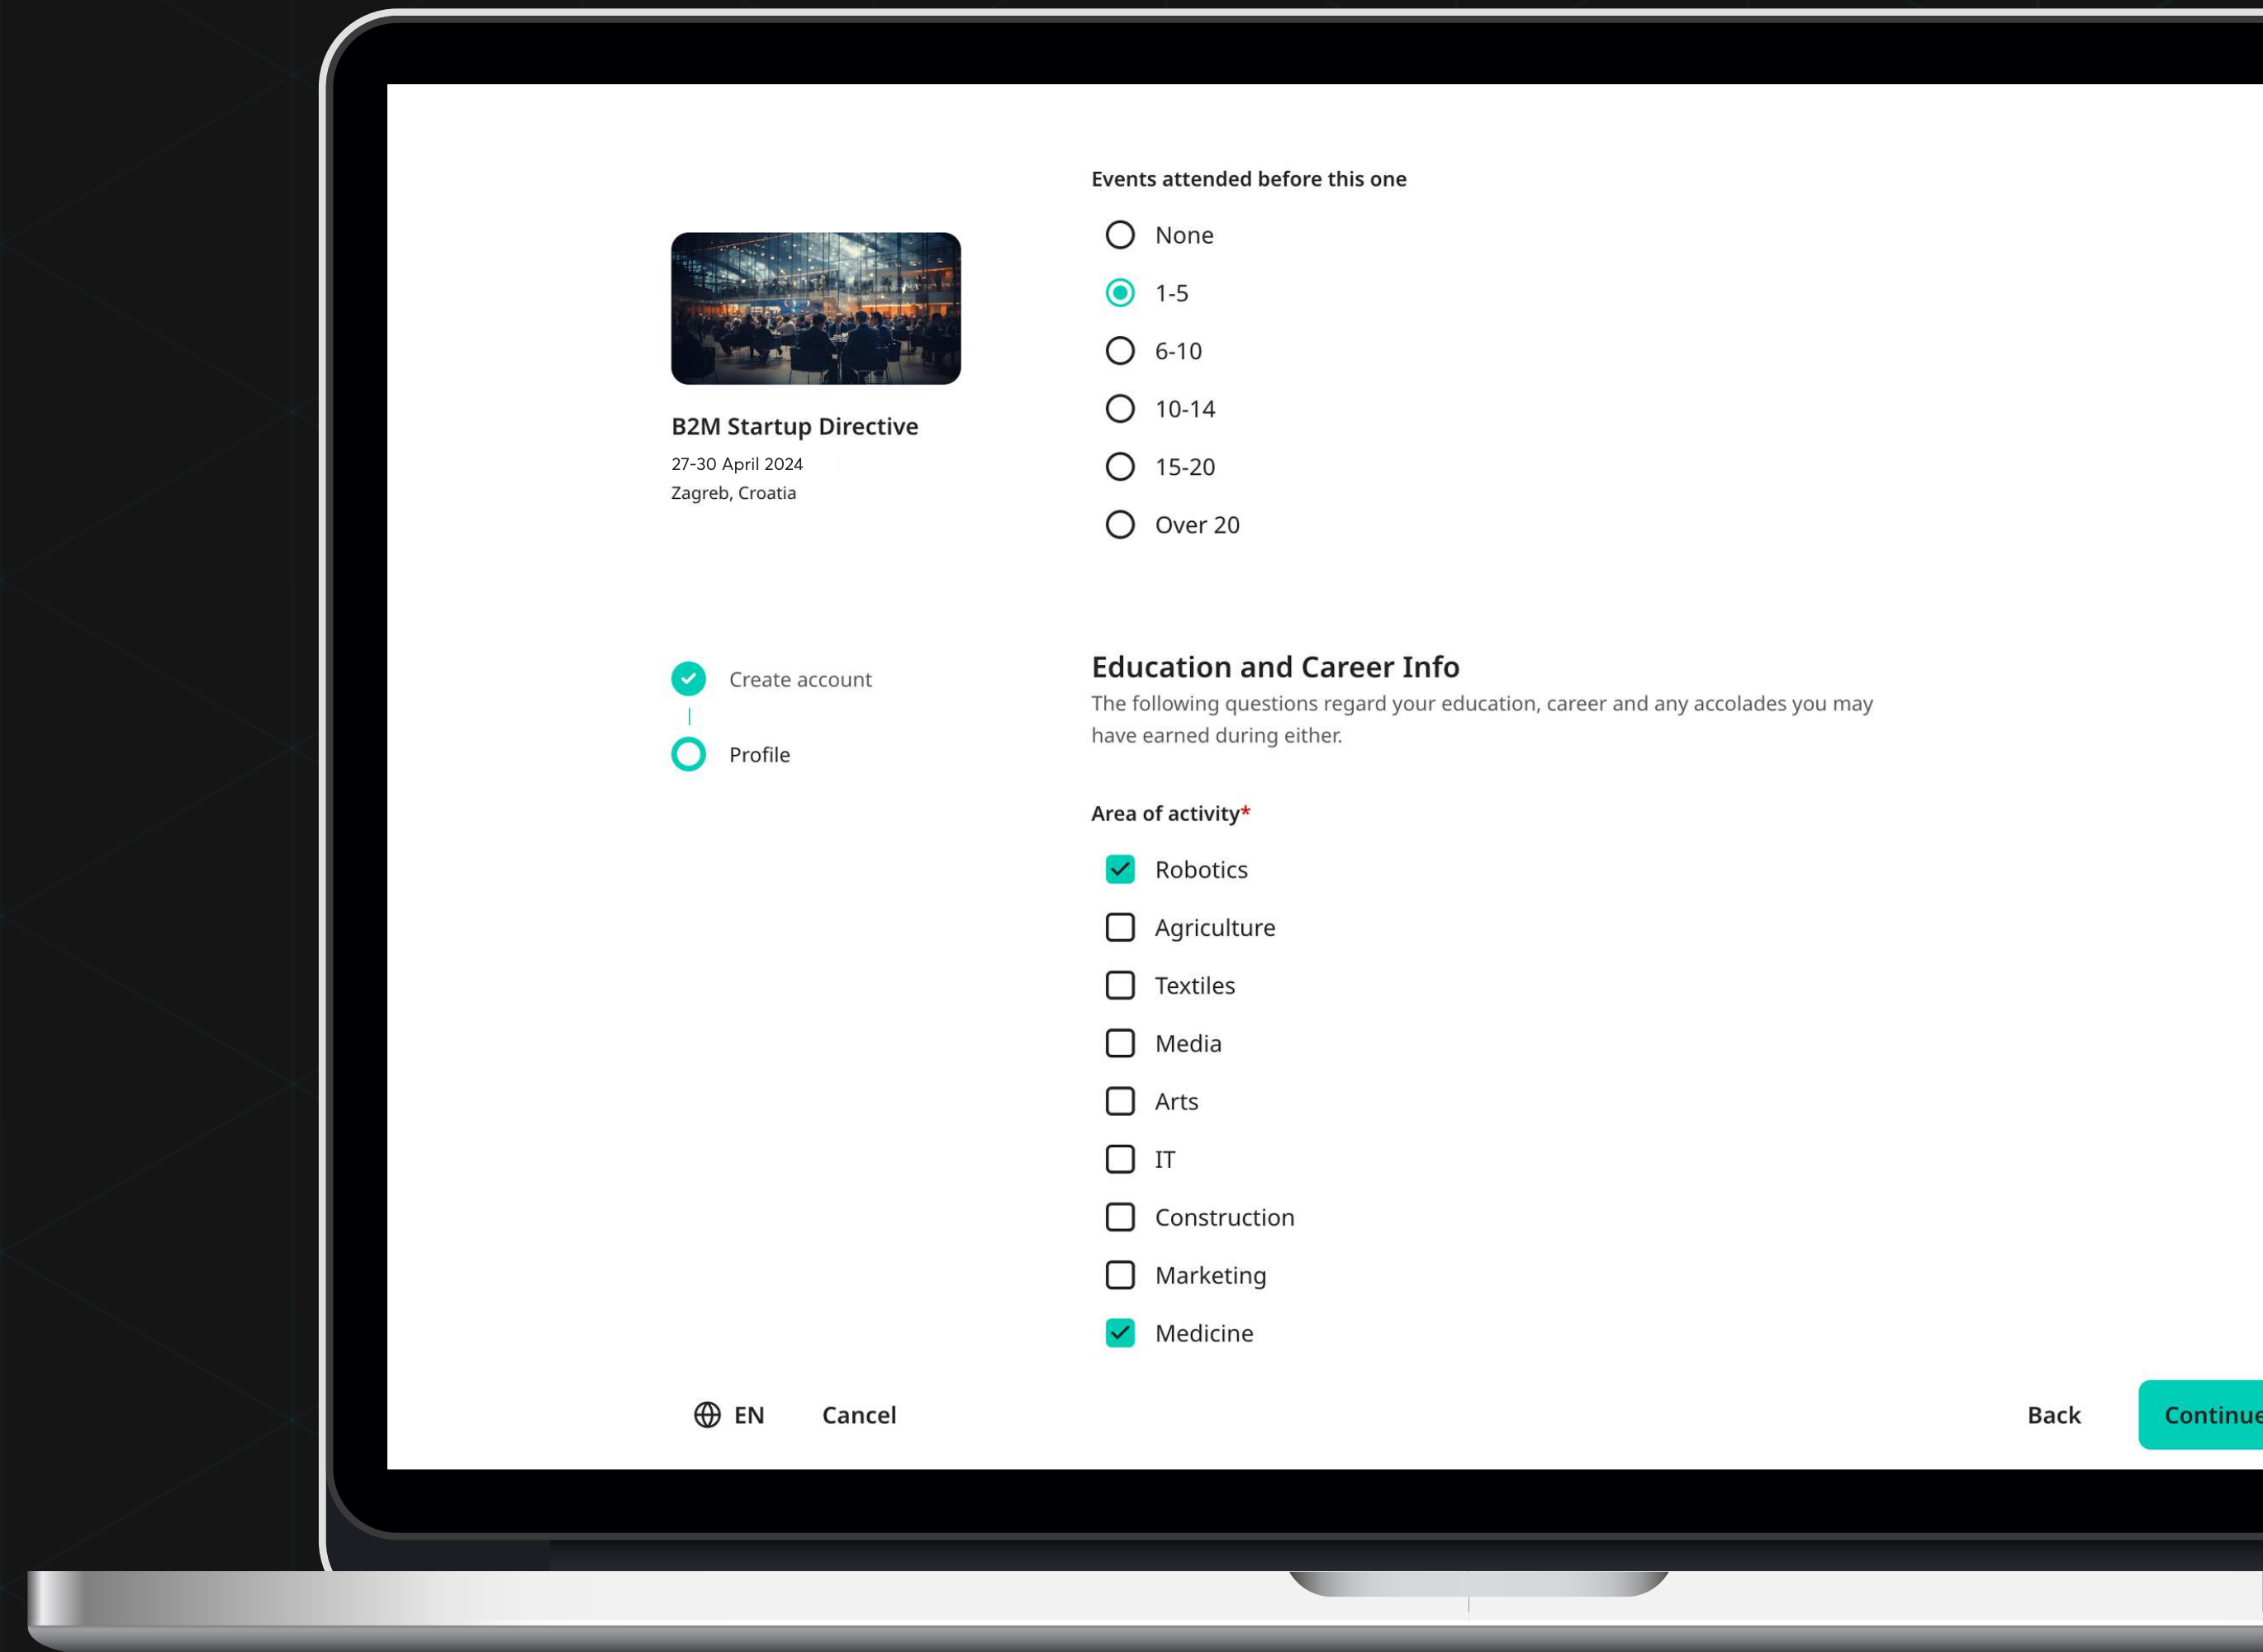 B2M Startup Directive
27-30 April 2024
Zagreb, Croatia
Create account
Profile
Events attended before this one
None
1-5
6-10
10-14
15-20
Over 20
Education and Career Info
The following questions regard your education, career and any accolades you may
have earned during either.
Area of activity*
Robotics
Agriculture
Textiles
Media
Arts
IT
Construction
Marketing
Medicine
EN
Cancel
Back
Continue